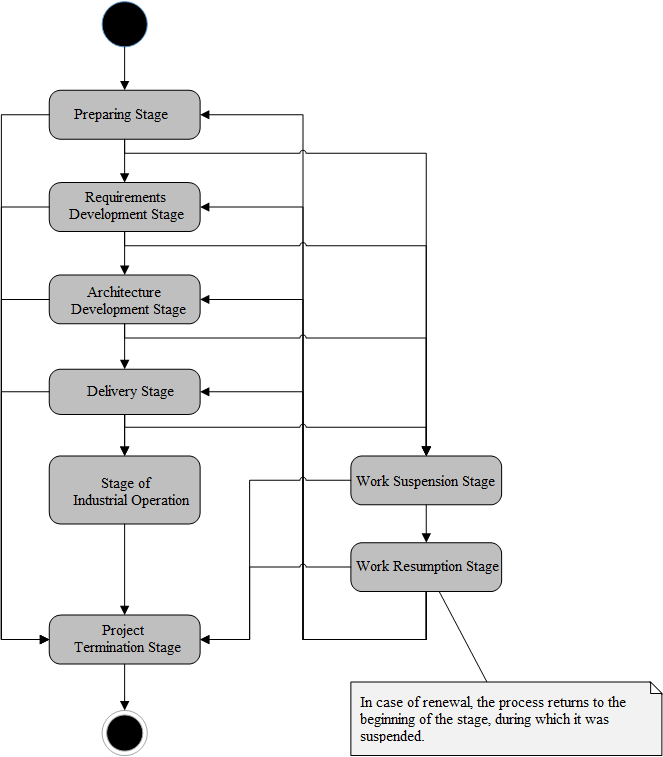 Preparing Stage
Requirements
Development Stage
Architecture
Development Stage
Delivery Stage
Stage of
Industrial Operation
Work Suspension Stage
Work Resumption Stage
Project
Termination Stage
In case of renewal, the process returns to the
beginning of the stage, during which it was
suspended.